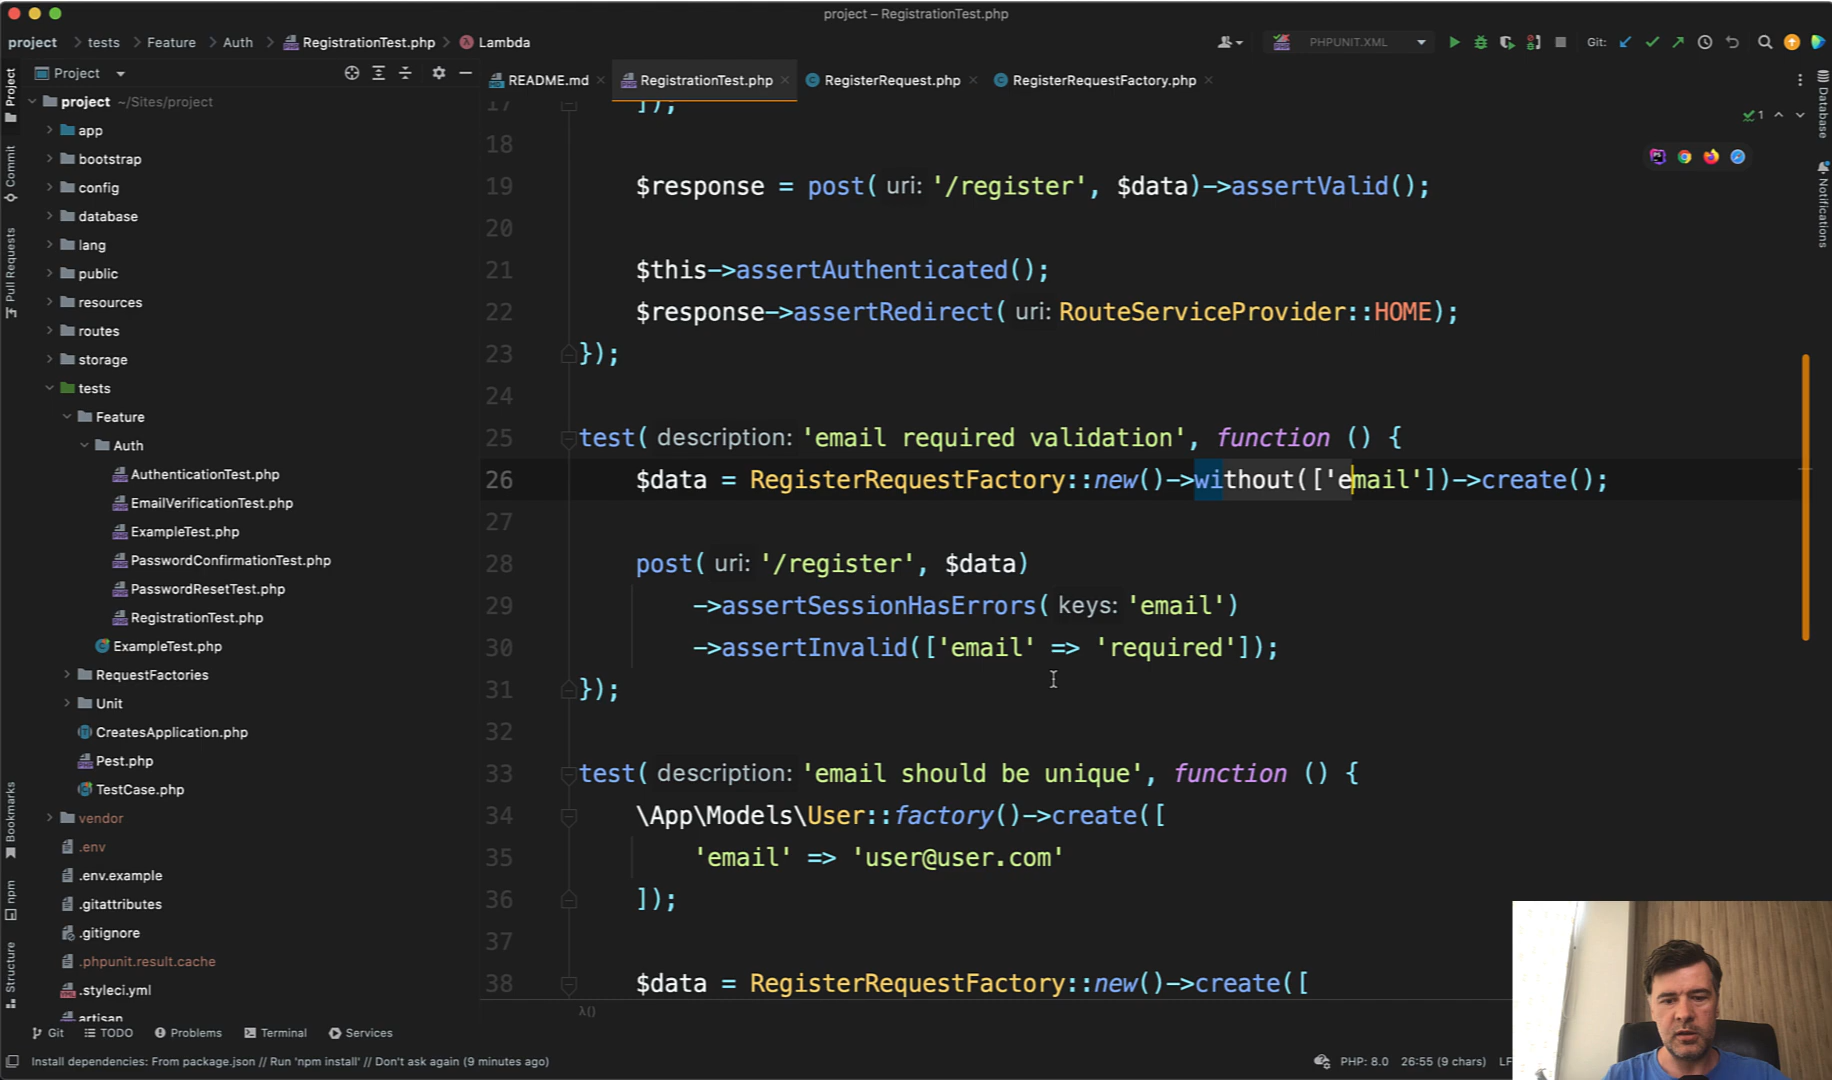 project – RegistrationTest.php
project > tests > Feature > Auth > RegistrationTest.php > Lambda
PHPUNIT.XML
Git:
Project
README.md
RegistrationTest.php
RegisterRequest.php
RegisterRequestFactory.php
Project
Commit
Pull Requests
Bookmarks
npm
Structure
Database
Notifications
project ~/Sites/project
app
bootstrap
config
database
lang
public
resources
routes
storage
tests
Feature
Auth
AuthenticationTest.php
EmailVerificationTest.php
ExampleTest.php
PasswordConfirmationTest.php
PasswordResetTest.php
RegistrationTest.php
ExampleTest.php
RequestFactories
Unit
CreatesApplication.php
Pest.php
TestCase.php
vendor
.env
.env.example
.gitattributes
.gitignore
.phpunit.result.cache
.styleci.yml
artisan
1
17 ]);
18
19 $response = post( uri: '/register', $data)->assertValid();
20
21 $this->assertAuthenticated();
22 $response->assertRedirect( uri: RouteServiceProvider::HOME);
23 });
24
25 test( description: 'email required validation', function () {
26 $data = RegisterRequestFactory::new()->without(['email'])->create();
27
28 post( uri: '/register', $data)
29 ->assertSessionHasErrors( keys: 'email')
30 ->assertInvalid(['email' => 'required']);
31 });
32
33 test( description: 'email should be unique', function () {
34 \App\Models\User::factory()->create([
35 'email' => 'user@user.com'
36 ]);
37
38 $data = RegisterRequestFactory::new()->create([
λ()
Git
TODO
Problems
Terminal
Services
Install dependencies: From package.json // Run 'npm install' // Don't ask again (9 minutes ago)
PHP: 8.0
26:55 (9 chars)
LF